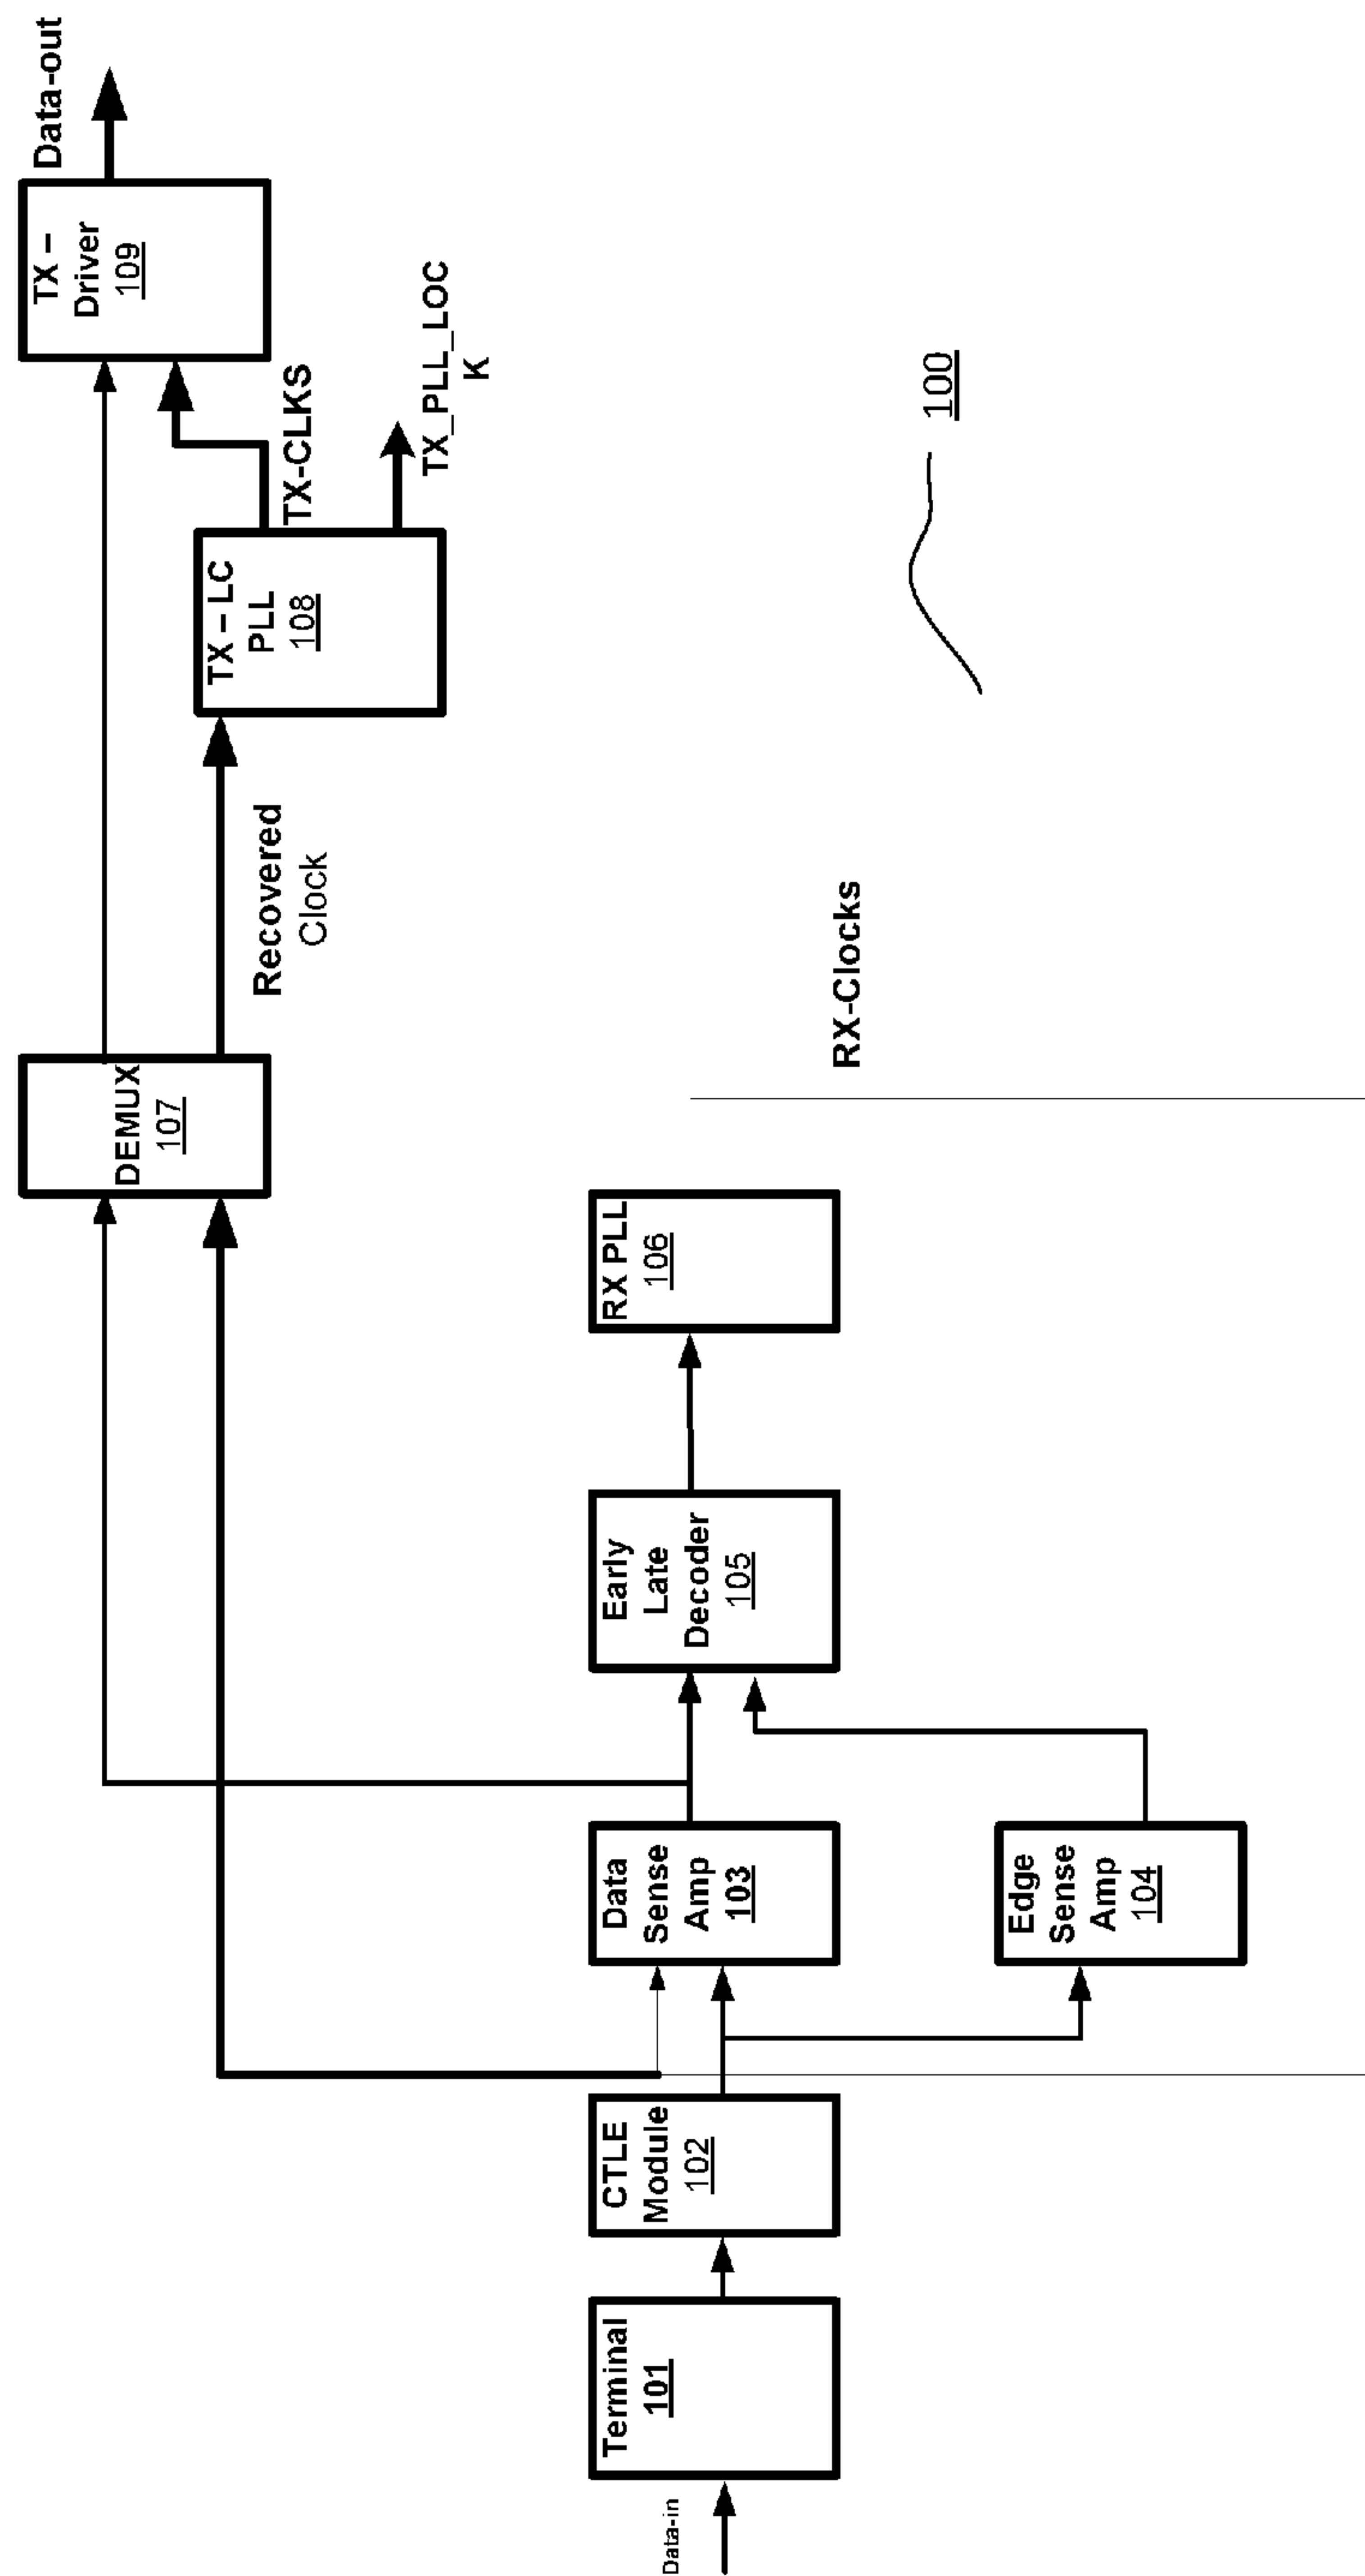 Data-in
Terminal
101
CTLE
Module
102
Data
Sense
Amp
103
Edge
Sense
Amp
104
Early
Late
Decoder
105
RX PLL
106
RX-Clocks
DEMUX
107
Recovered
Clock
TX – LC
PLL
108
TX-CLKS
TX_PLL_LOC
K
TX –
Driver
109
Data-out
100